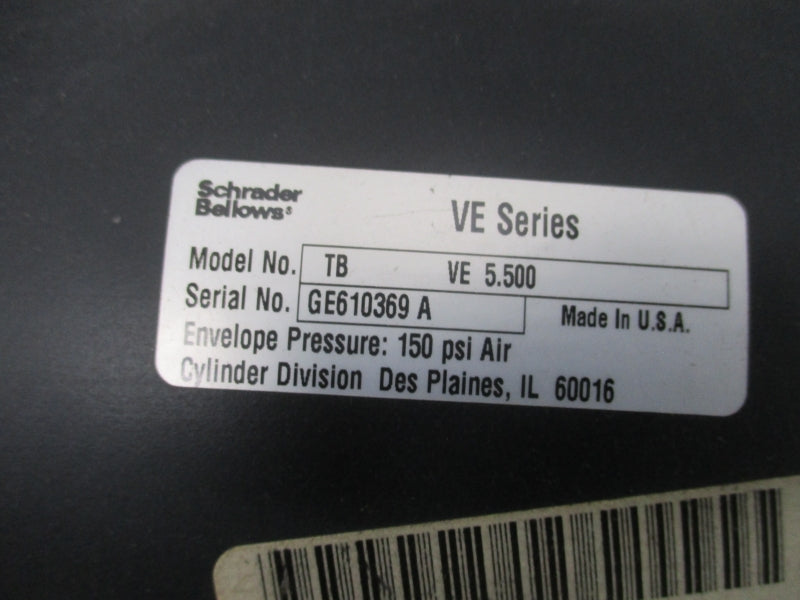 Schrader
Bellows
VE Series
Model No. TB VE 5.500
Serial No. GE610369 A
Made In U.S.A.
Envelope Pressure: 150 psi Air
Cylinder Division Des Plaines, IL 60016